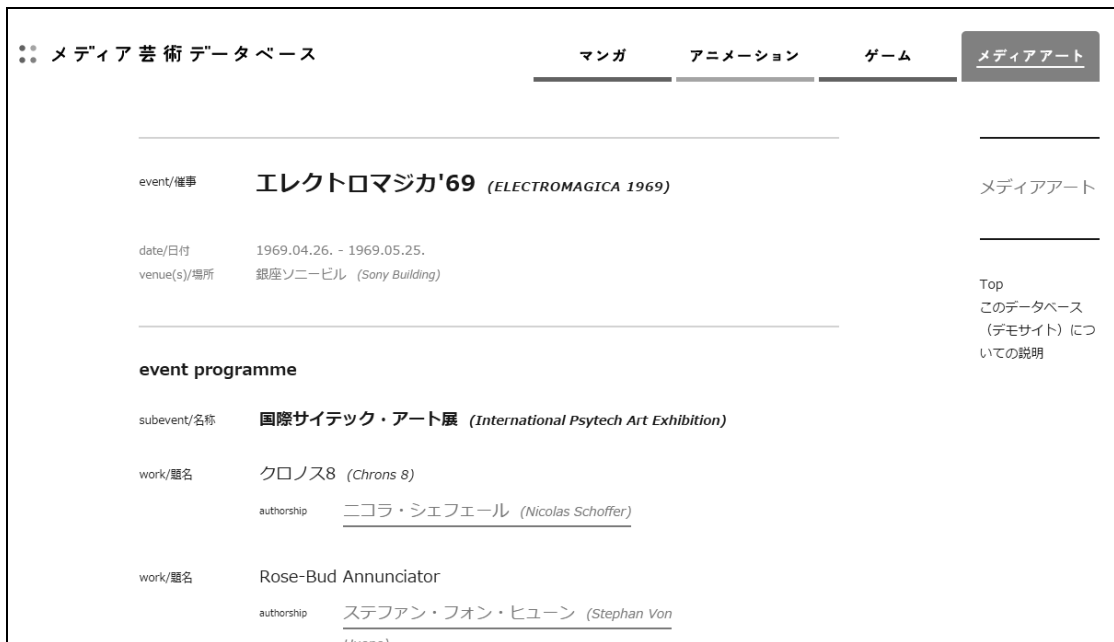 メディア芸術データベース
マンガ
アニメーション
ゲーム
メディアアート
event/催事 エレクトロマジカ'69 (ELECTROMAGICA 1969)
メディアアート
date/日付 1969.04.26. - 1969.05.25.
venue(s)/場所 銀座ソニービル (Sony Building)
Top
このデータベース
（デモサイト）につ
いての説明
event programme
subevent/名称 国際サイテック・アート展 (International Psytech Art Exhibition)
work/題名 クロノス8 (Chrons 8)
authorship ニコラ・シェフェール (Nicolas Schoffer)
work/題名 Rose-Bud Annunciator
authorship ステファン・フォン・ヒューン (Stephan Von